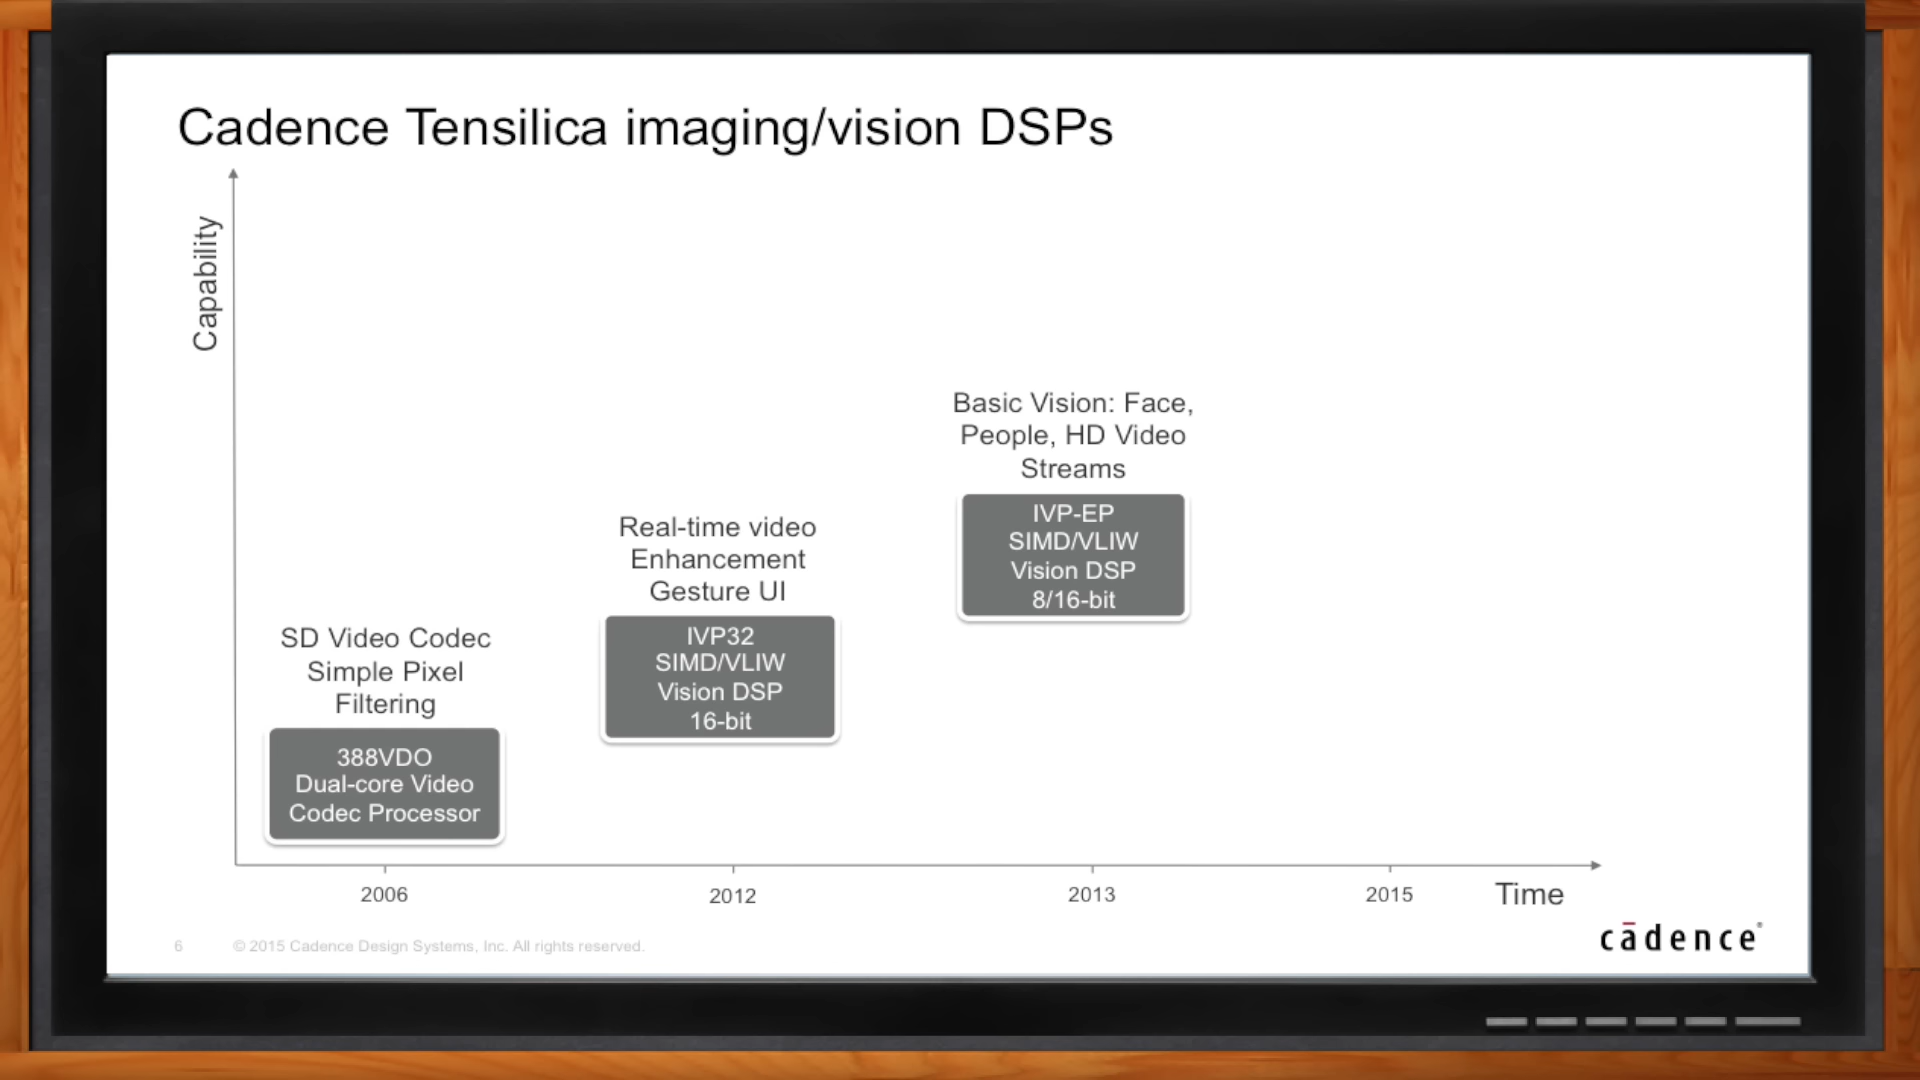 Cadence Tensilica imaging/vision DSPs
Capability
Basic Vision: Face,
People, HD Video
Streams
IVP-EP
SIMD/VLIW
Vision DSP
8/16-bit
Real-time video
Enhancement
Gesture UI
IVP32
SIMD/VLIW
Vision DSP
16-bit
SD Video Codec
Simple Pixel
Filtering
388VDO
Dual-core Video
Codec Processor
2006
2012
2013
2015
Time
6
© 2015 Cadence Design Systems, Inc. All rights reserved.
cādence®